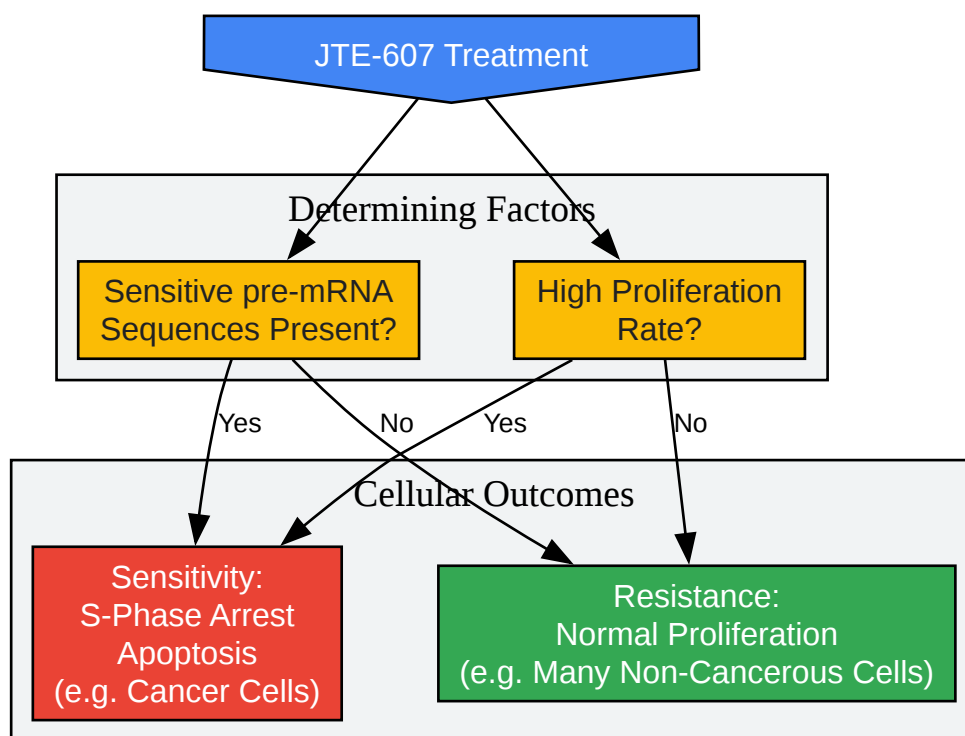 JTE-607 Treatment
Determining Factors
Sensitive pre-mRNA
Sequences Present?
High Proliferation
Rate?
Yes
No
Yes
No
Cellular Outcomes
Sensitivity:
S-Phase Arrest
Apoptosis
(e.g. Cancer Cells)
Resistance:
Normal Proliferation
(e.g. Many Non-Cancerous Cells)